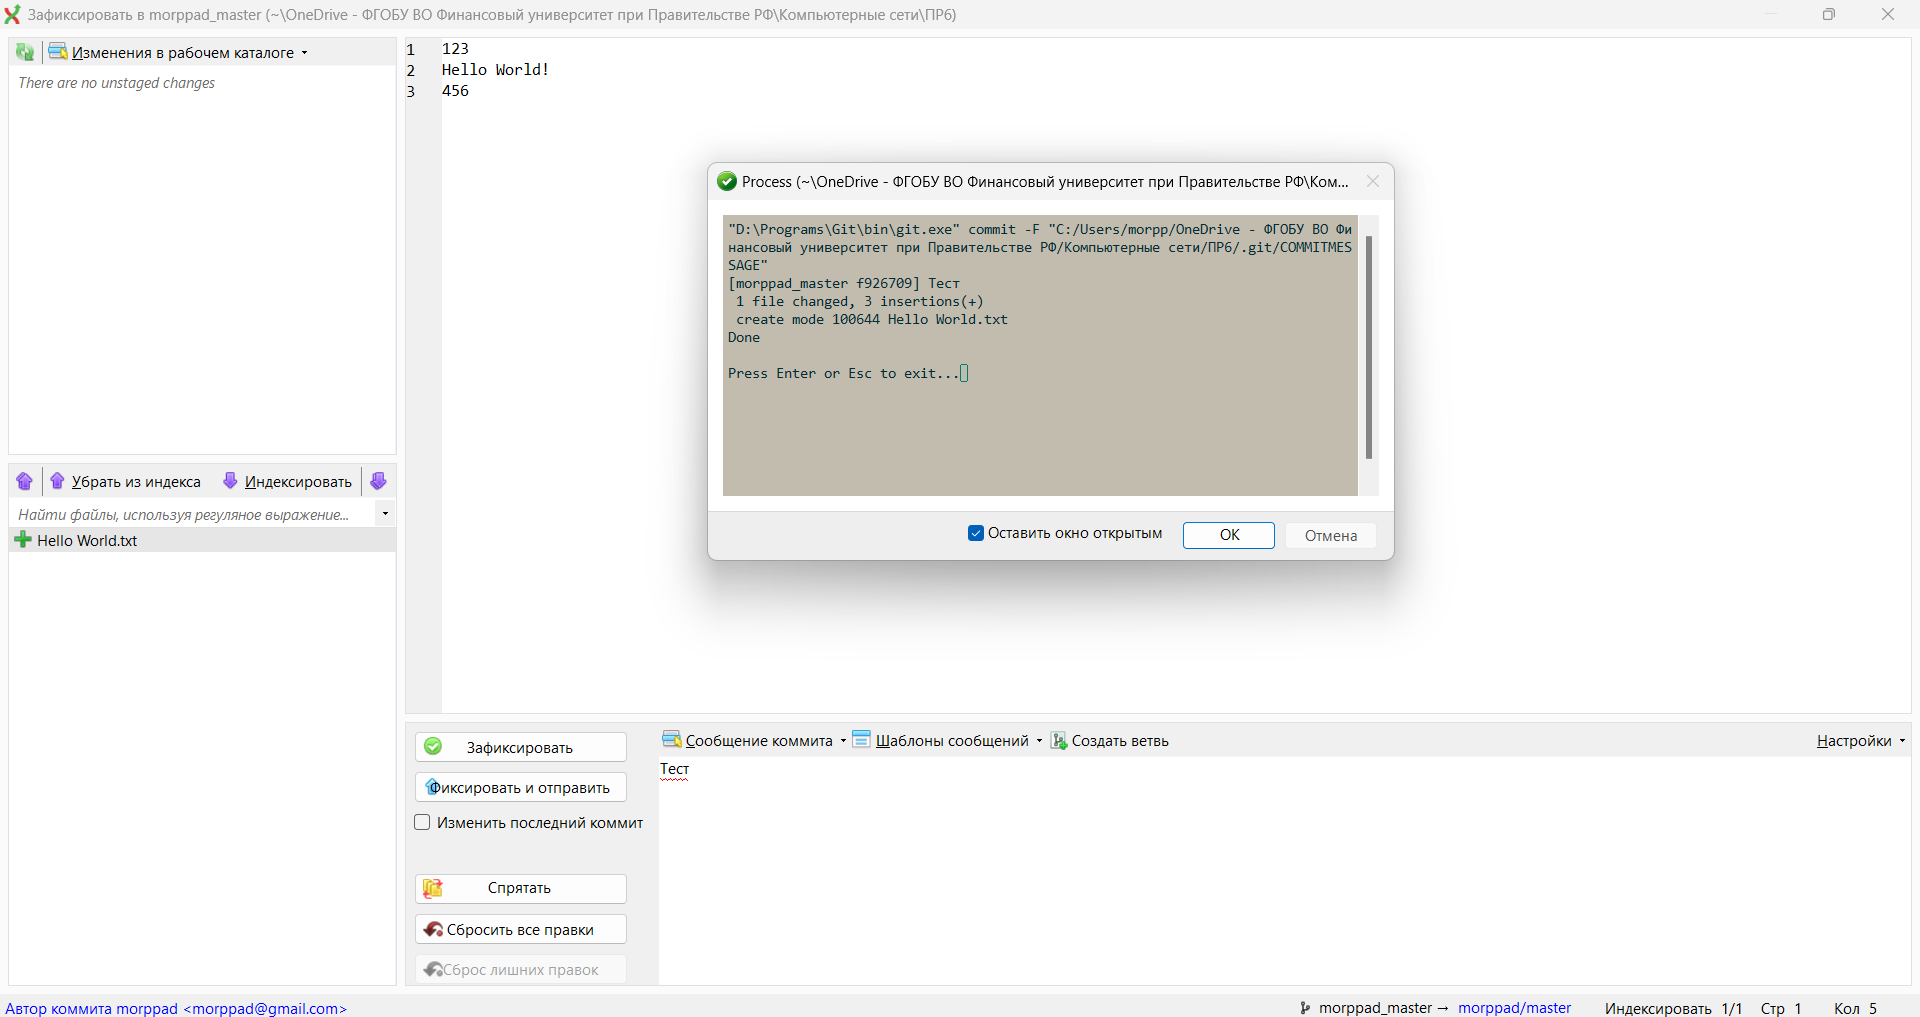 Зафиксировать в morppad_master (~\OneDrive - ФГОБУ ВО Финансовый университет при Правительстве РФ\Компьютерные сети\ПР6)
Изменения в рабочем каталоге
There are no unstaged changes
1 123
2 Hello World!
3 456
Process (~\OneDrive - ФГОБУ ВО Финансовый университет при Правительстве РФ\Ком...
"D:\Programs\Git\bin\git.exe" commit -F "C:/Users/morpp/OneDrive - ФГОБУ ВО Фи
нансовый университет при Правительстве РФ/Компьютерные сети/ПР6/.git/COMMITMES
SAGE"
[morppad_master f926709] Тест
1 file changed, 3 insertions(+)
create mode 100644 Hello World.txt
Done
Press Enter or Esc to exit...
Оставить окно открытым
OK
Отмена
Убрать из индекса
Индексировать
Найти файлы, используя регуляное выражение...
Hello World.txt
Зафиксировать
Фиксировать и отправить
Изменить последний коммит
Спрятать
Сбросить все правки
Сброс лишних правок
Сообщение коммита
Шаблоны сообщений
Создать ветвь
Настройки
Тест
Автор коммита morppad <morppad@gmail.com>
morppad_master → morppad/master
Индексировать 1/1
Стр 1
Кол 5